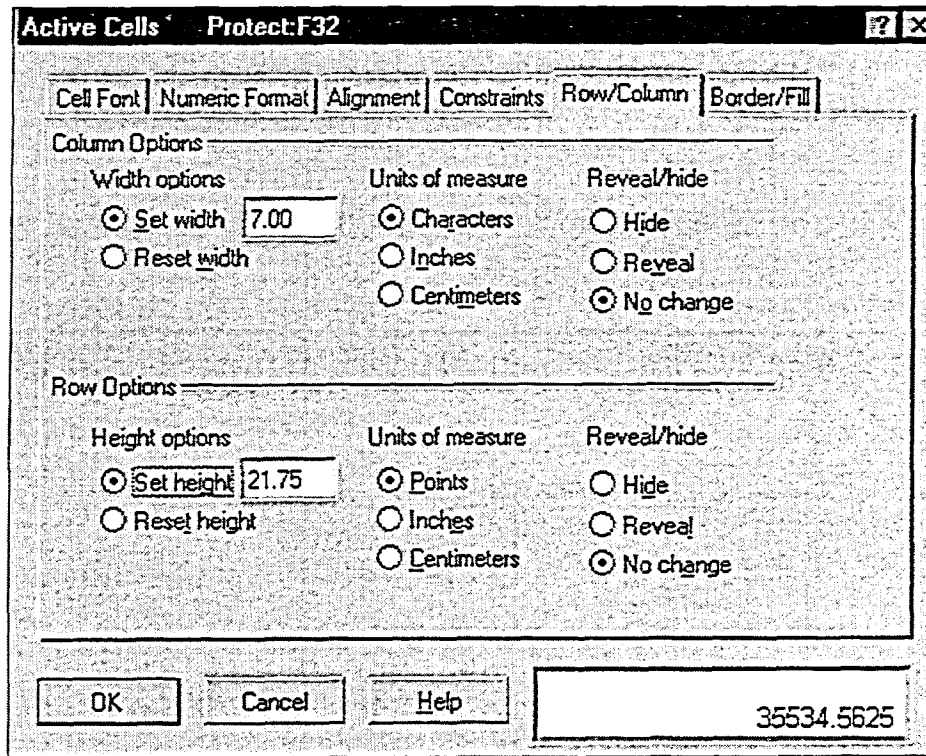 Active Cells Protect:F32 ? X
Cell Font Numeric Format Alignment Constraints Row/Column Border/Fill
Column Options
Width options Units of measure Reveal/hide
Set width 7.00 Characters Hide
Reset width Inches Reveal
Centimeters No change
Row Options
Height options Units of measure Reveal/hide
Set height 21.75 Points Hide
Reset height Inches Reveal
Centimeters No change
OK Cancel Help 35534.5625